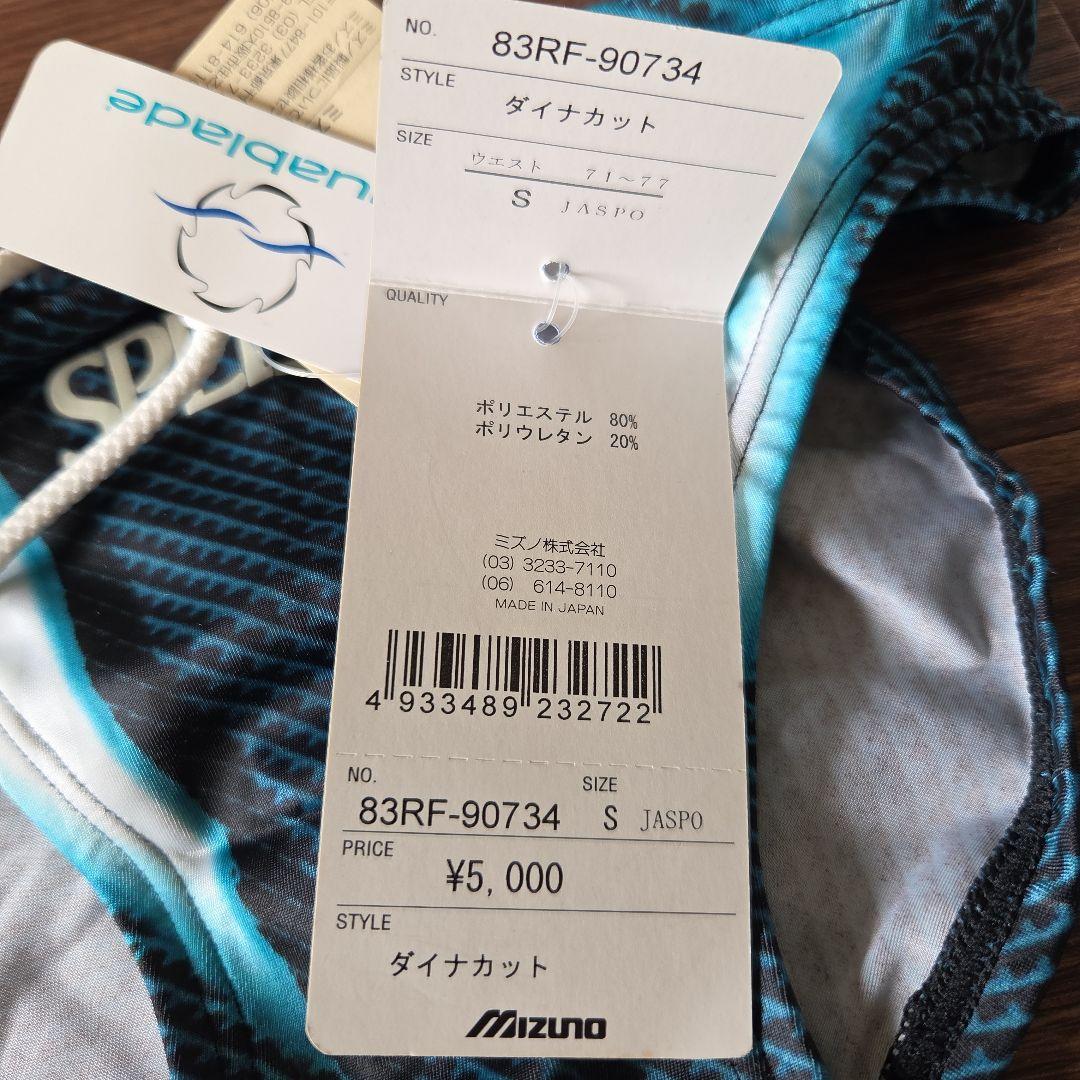 NO.
83RF-90734
STYLE
ダイナカット
SIZE
ウエスト 71～77
S JASPO
QUALITY
ポリエステル 80%
ポリウレタン 20%
ミズノ株式会社
(03) 3233-7110
(06) 614-8110
MADE IN JAPAN
4 933489 232722
NO.
SIZE
83RF-90734 S JASPO
PRICE
¥5,000
STYLE
ダイナカット
MIZUNO
uablade